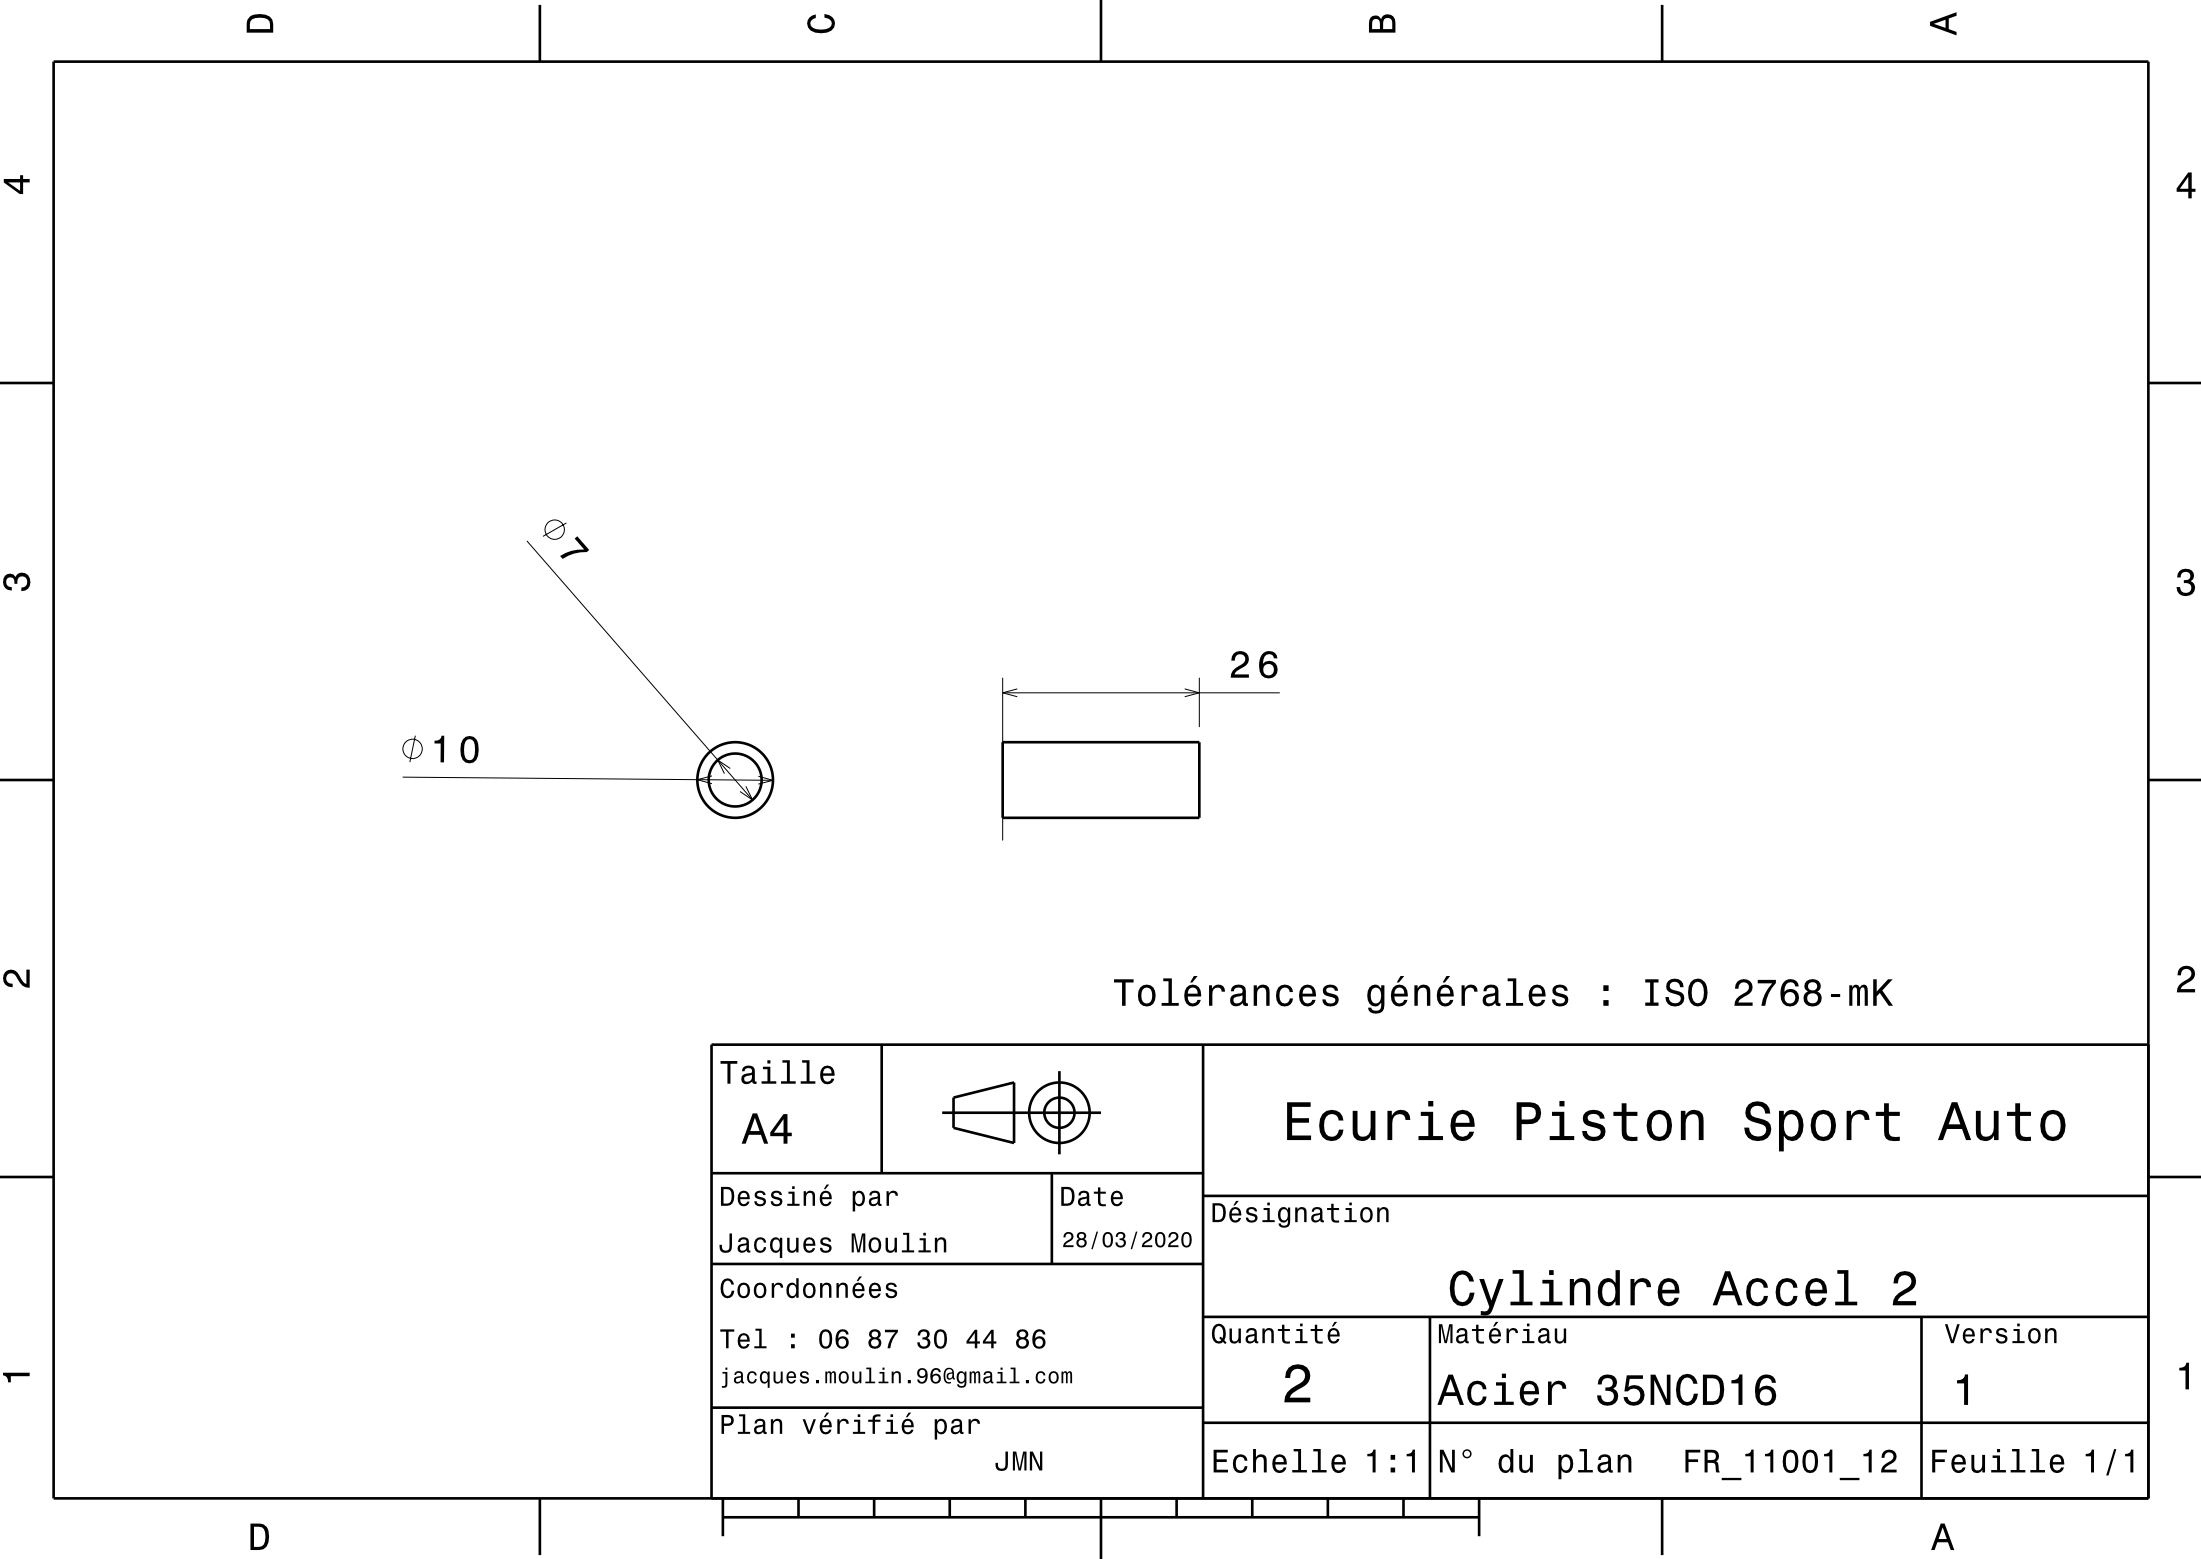 D C B A
4 4
3 3
2 2
1 1
D A
⌀7
⌀10
26
Tolérances générales : ISO 2768-mK
Taille
A4
Ecurie Piston Sport Auto
Dessiné par
Jacques Moulin
Date
28/03/2020
Désignation
Cylindre Accel 2
Coordonnées
Tel : 06 87 30 44 86
jacques.moulin.96@gmail.com
Quantité
2
Matériau
Acier 35NCD16
Version
1
Plan vérifié par
JMN
Echelle 1:1
N° du plan FR_11001_12
Feuille 1/1